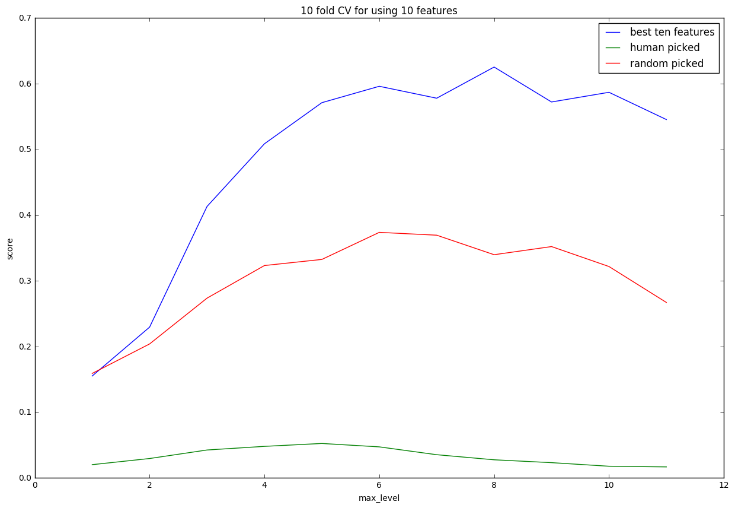 10 fold CV for using 10 features
best ten features
human picked
random picked
0.7
0.6
0.5
0.4
0.3
0.2
0.1
0.0
score
0 2 4 6 8 10 12
max_level